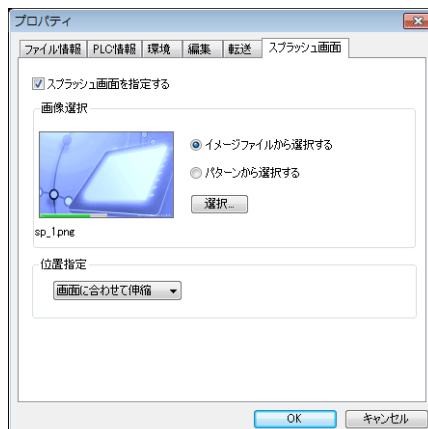 プロパティ
ファイル情報 PLC情報 環境 編集 転送 スプラッシュ画面
スプラッシュ画面を指定する
画像選択
イメージファイルから選択する
パターンから選択する
選択...
sp_1.png
位置指定
画面に合わせて伸縮
OK キャンセル